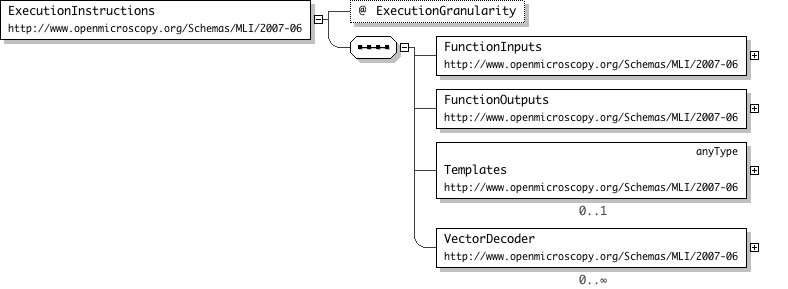 ExecutionInstructions
http://www.openmicroscopy.org/Schemas/MLI/2007-06
@ ExecutionGranularity
FunctionInputs
http://www.openmicroscopy.org/Schemas/MLI/2007-06
FunctionOutputs
http://www.openmicroscopy.org/Schemas/MLI/2007-06
anyType
Templates
http://www.openmicroscopy.org/Schemas/MLI/2007-06
0..1
VectorDecoder
http://www.openmicroscopy.org/Schemas/MLI/2007-06
0..∞